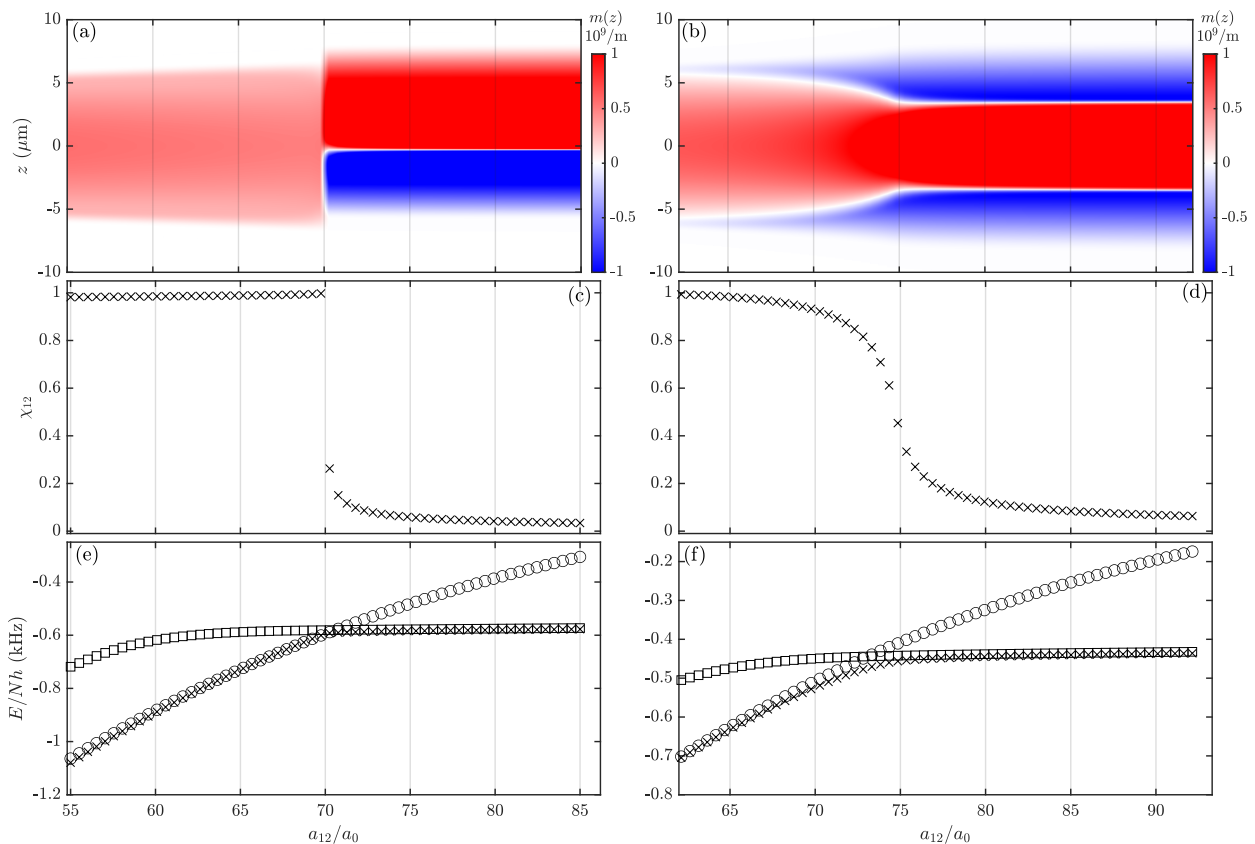 (a)
10
5
0
-5
-10
z (μm)
m(z)
10⁹/m
1
0.5
0
-0.5
-1
(b)
10
5
0
-5
-10
m(z)
10⁹/m
1
0.5
0
-0.5
-1
(c)
1
0.8
0.6
0.4
0.2
0
χ₁₂
(d)
1
0.8
0.6
0.4
0.2
0
(e)
-0.4
-0.6
-0.8
-1
-1.2
E/Nh (kHz)
55 60 65 70 75 80 85
a₁₂/a₀
(f)
-0.2
-0.3
-0.4
-0.5
-0.6
-0.7
-0.8
65 70 75 80 85 90
a₁₂/a₀